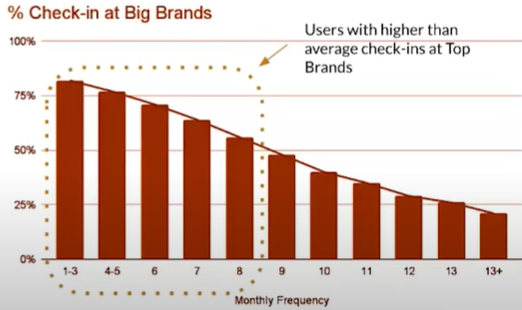 % Check-in at Big Brands
Users with higher than
average check-ins at Top
Brands
100%
75%
50%
25%
0%
1-3 4-5 6 7 8 9 10 11 12 13 13+
Monthly Frequency